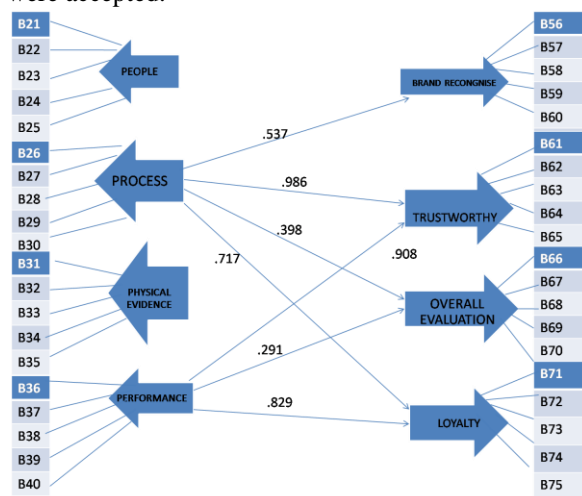 were accepted.
B21
B22
B23
B24
B25
B26
B27
B28
B29
B30
B31
B32
B33
B34
B35
B36
B37
B38
B39
B40
PEOPLE
PROCESS
PHYSICAL
EVIDENCE
PERFORMANCE
.537
.986
.398
.717
.908
.291
.829
BRAND RECONGNISE
TRUSTWORTHY
OVERALL
EVALUATION
LOYALTY
B56
B57
B58
B59
B60
B61
B62
B63
B64
B65
B66
B67
B68
B69
B70
B71
B72
B73
B74
B75